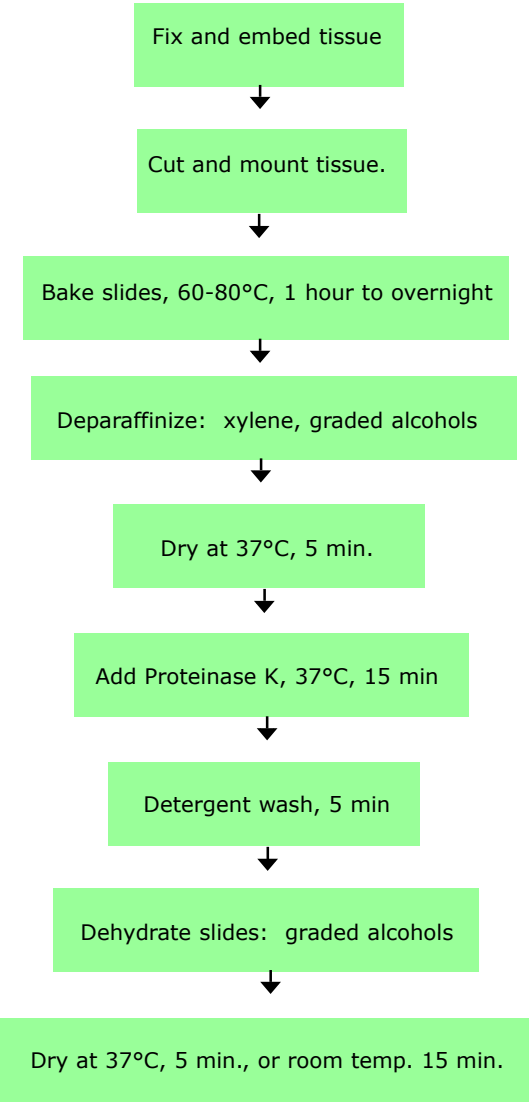 Fix and embed tissue
Cut and mount tissue.
Bake slides, 60-80°C, 1 hour to overnight
Deparaffinize:  xylene, graded alcohols
Dry at 37°C, 5 min.
Add Proteinase K, 37°C, 15 min
Detergent wash, 5 min
Dehydrate slides:  graded alcohols
Dry at 37°C, 5 min., or room temp. 15 min.